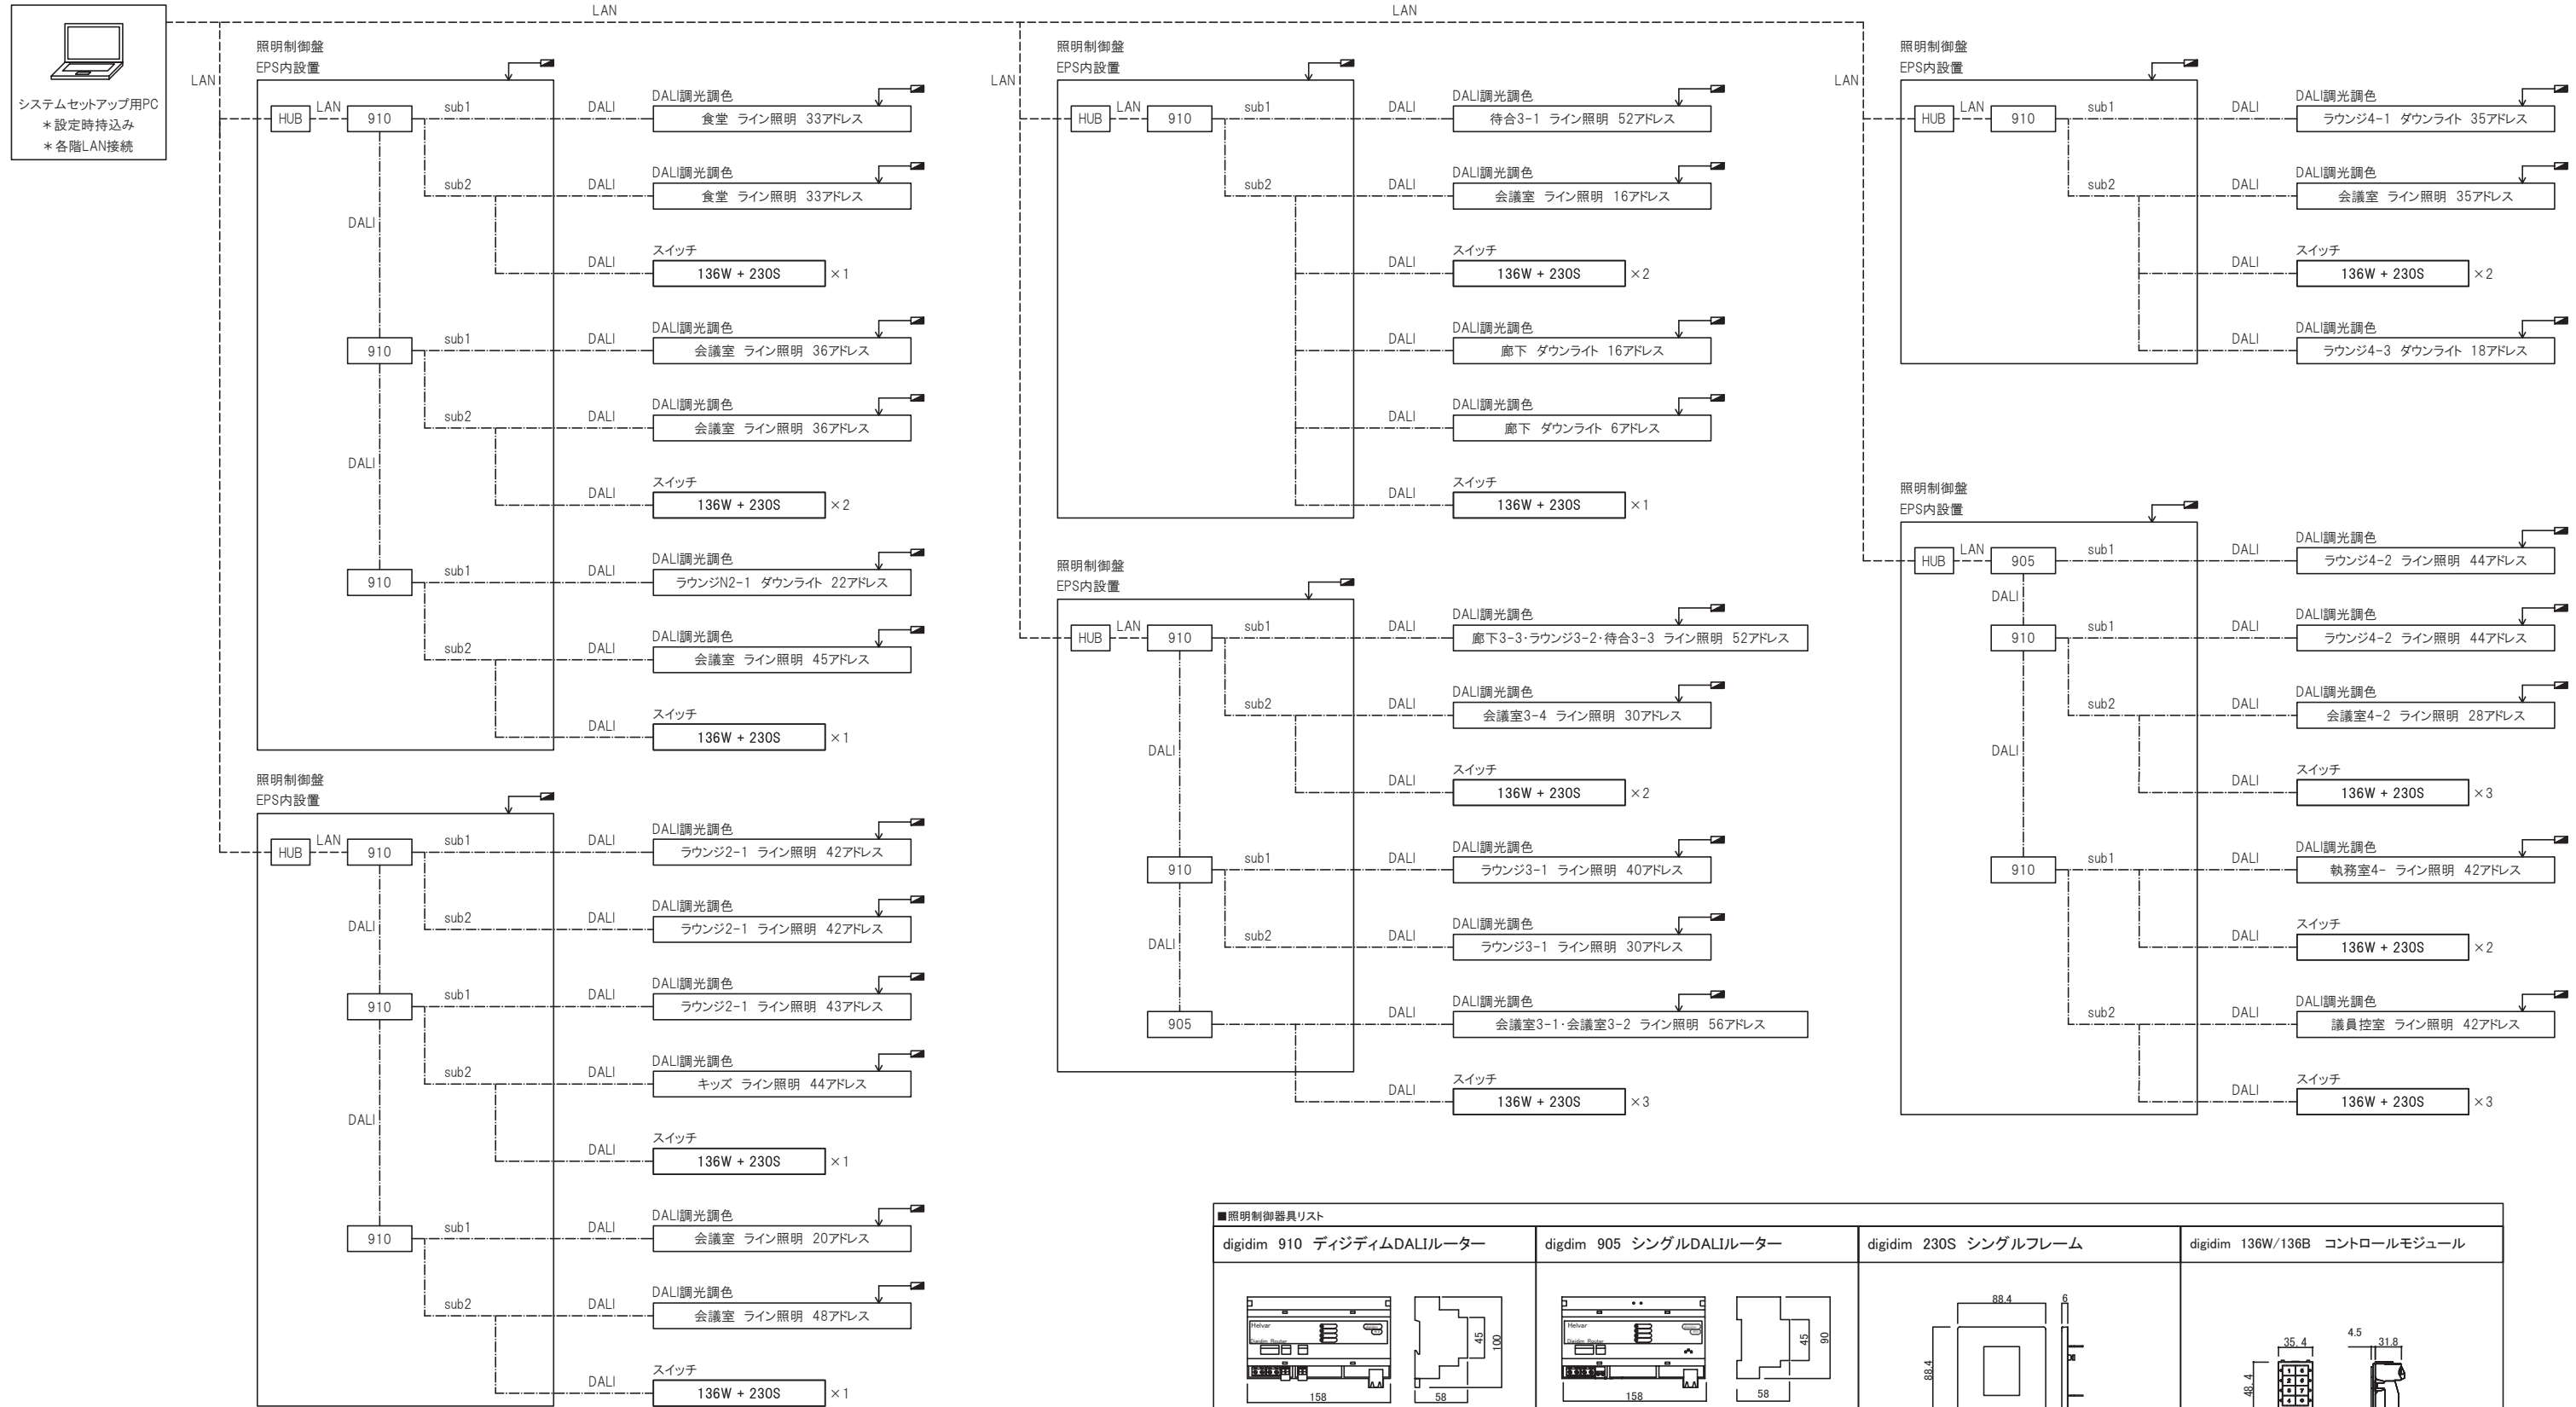 LAN
LAN
システムセットアップ用PC
＊設定時持込み
＊各階LAN接続
LAN
照明制御盤
EPS内設置
HUB
LAN
910
sub1
DALI
DALI調光調色
食堂 ライン照明 33アドレス
sub2
DALI
DALI調光調色
食堂 ライン照明 33アドレス
DALI
スイッチ
136W + 230S
×1
DALI
910
sub1
DALI
DALI調光調色
会議室 ライン照明 36アドレス
sub2
DALI
DALI調光調色
会議室 ライン照明 36アドレス
DALI
スイッチ
136W + 230S
×2
DALI
910
sub1
DALI
DALI調光調色
ラウンジN2-1 ダウンライト 22アドレス
sub2
DALI
DALI調光調色
会議室 ライン照明 45アドレス
DALI
スイッチ
136W + 230S
×1
照明制御盤
EPS内設置
HUB
LAN
910
sub1
DALI
DALI調光調色
ラウンジ2-1 ライン照明 42アドレス
sub2
DALI
DALI調光調色
ラウンジ2-1 ライン照明 42アドレス
DALI
910
sub1
DALI
DALI調光調色
ラウンジ2-1 ライン照明 43アドレス
sub2
DALI
DALI調光調色
キッズ ライン照明 44アドレス
DALI
スイッチ
136W + 230S
×1
DALI
910
sub1
DALI
DALI調光調色
会議室 ライン照明 20アドレス
sub2
DALI
DALI調光調色
会議室 ライン照明 48アドレス
DALI
スイッチ
136W + 230S
×1
LAN
照明制御盤
EPS内設置
HUB
LAN
910
sub1
DALI
DALI調光調色
待合3-1 ライン照明 52アドレス
sub2
DALI
DALI調光調色
会議室 ライン照明 16アドレス
DALI
スイッチ
136W + 230S
×2
DALI
DALI調光調色
廊下 ダウンライト 16アドレス
DALI
DALI調光調色
廊下 ダウンライト 6アドレス
DALI
スイッチ
136W + 230S
×1
照明制御盤
EPS内設置
HUB
LAN
910
sub1
DALI
DALI調光調色
廊下3-3・ラウンジ3-2・待合3-3 ライン照明 52アドレス
sub2
DALI
DALI調光調色
会議室3-4 ライン照明 30アドレス
DALI
スイッチ
136W + 230S
×2
DALI
910
sub1
DALI
DALI調光調色
ラウンジ3-1 ライン照明 40アドレス
sub2
DALI
DALI調光調色
ラウンジ3-1 ライン照明 30アドレス
DALI
905
DALI
DALI調光調色
会議室3-1・会議室3-2 ライン照明 56アドレス
DALI
スイッチ
136W + 230S
×3
LAN
照明制御盤
EPS内設置
HUB
LAN
910
sub1
DALI
DALI調光調色
ラウンジ4-1 ダウンライト 35アドレス
sub2
DALI
DALI調光調色
会議室 ライン照明 35アドレス
DALI
スイッチ
136W + 230S
×2
DALI
DALI調光調色
ラウンジ4-3 ダウンライト 18アドレス
照明制御盤
EPS内設置
HUB
LAN
905
sub1
DALI
DALI調光調色
ラウンジ4-2 ライン照明 44アドレス
DALI
910
sub1
DALI
DALI調光調色
ラウンジ4-2 ライン照明 44アドレス
sub2
DALI
DALI調光調色
会議室4-2 ライン照明 28アドレス
DALI
スイッチ
136W + 230S
×3
DALI
910
sub1
DALI
DALI調光調色
執務室4- ライン照明 42アドレス
DALI
スイッチ
136W + 230S
×2
sub2
DALI
DALI調光調色
議員控室 ライン照明 42アドレス
DALI
スイッチ
136W + 230S
×3
■照明制御器具リスト
digidim 910 ディジディムDALIルーター
Helvar
Digidim Router
45
100
158
58
digdim 905 シングルDALIルーター
Helvar
Digidim Router
45
90
158
58
digidim 230S シングルフレーム
88.4
6
88.4
digidim 136W/136B コントロールモジュール
35.4
4.5
31.8
48.4